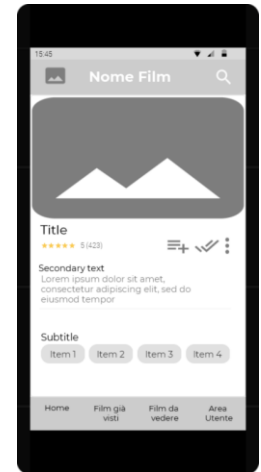 15:45
Nome Film
Title
5 (423)
Secondary text
Lorem ipsum dolor sit amet,
consectetur adipiscing elit, sed do
eiusmod tempor
Subtitle
Item 1 Item 2 Item 3 Item 4
Home Film già Film da Area
visti vedere Utente